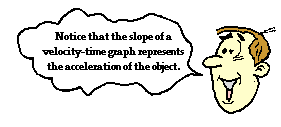 Notice that the slope of a
velocity-time graph represents
the acceleration of the object.